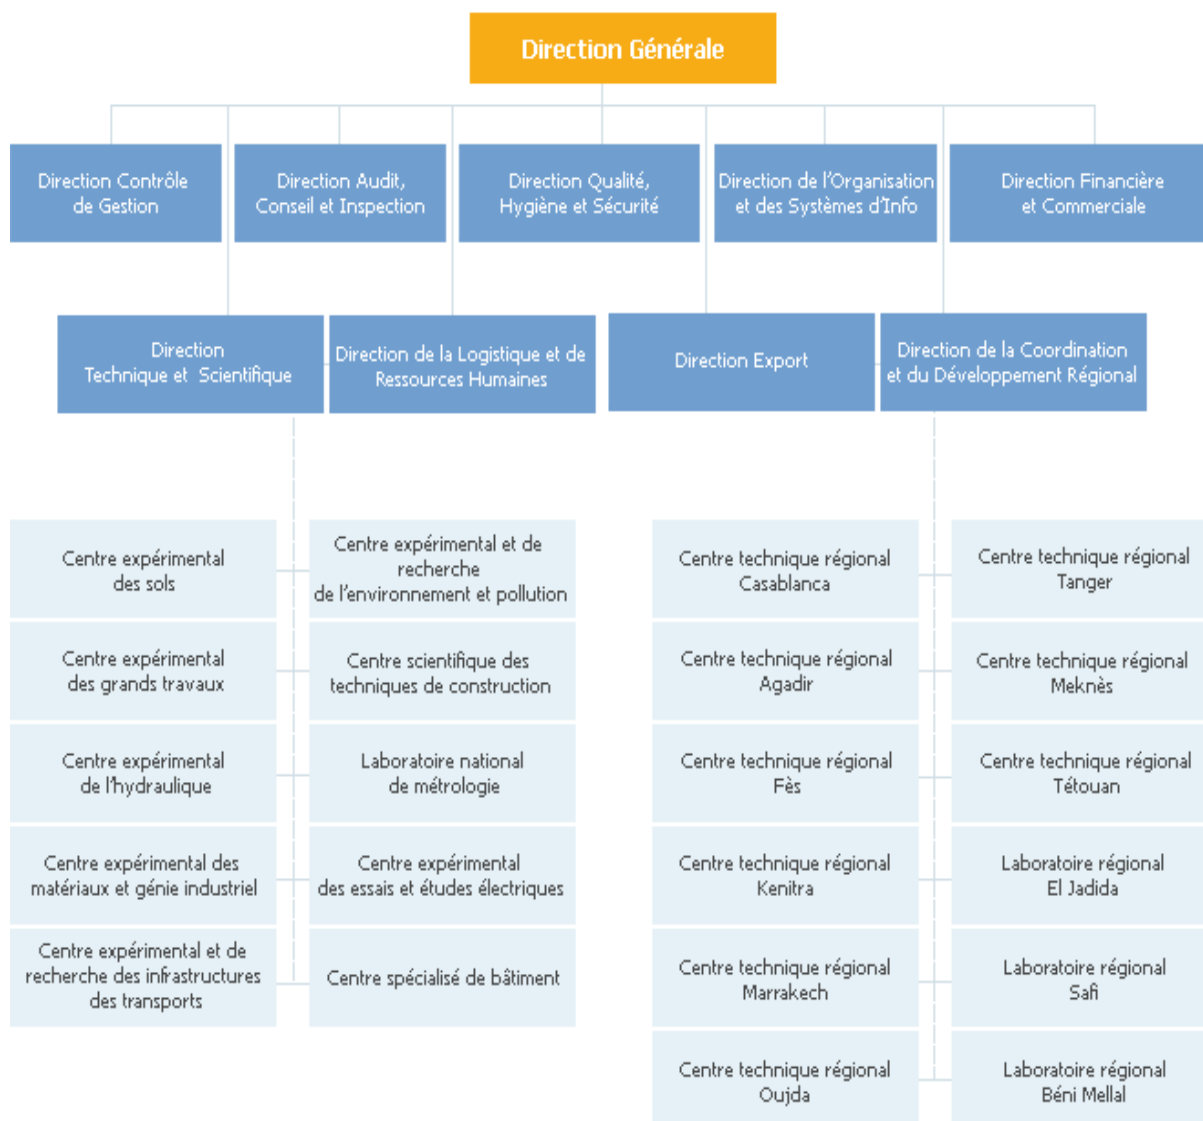 Direction Générale
Direction Contrôle
de Gestion
Direction Audit,
Conseil et Inspection
Direction Qualité,
Hygiène et Sécurité
Direction de l'Organisation
et des Systèmes d'Info
Direction Financière
et Commerciale
Direction
Technique et Scientifique
Direction de la Logistique et de
Ressources Humaines
Direction Export
Direction de la Coordination
et du Développement Régional
Centre expérimental
des sols
Centre expérimental et de
recherche
de l'environnement et pollution
Centre expérimental
des grands travaux
Centre scientifique des
techniques de construction
Centre expérimental
de l'hydraulique
Laboratoire national
de métrologie
Centre expérimental des
matériaux et génie industriel
Centre expérimental
des essais et études électriques
Centre expérimental et de
recherche des infrastructures
des transports
Centre spécialisé de bâtiment
Centre technique régional
Casablanca
Centre technique régional
Tanger
Centre technique régional
Agadir
Centre technique régional
Meknès
Centre technique régional
Fès
Centre technique régional
Tétouan
Centre technique régional
Kenitra
Laboratoire régional
El Jadida
Centre technique régional
Marrakech
Laboratoire régional
Safi
Centre technique régional
Oujda
Laboratoire régional
Béni Mellal